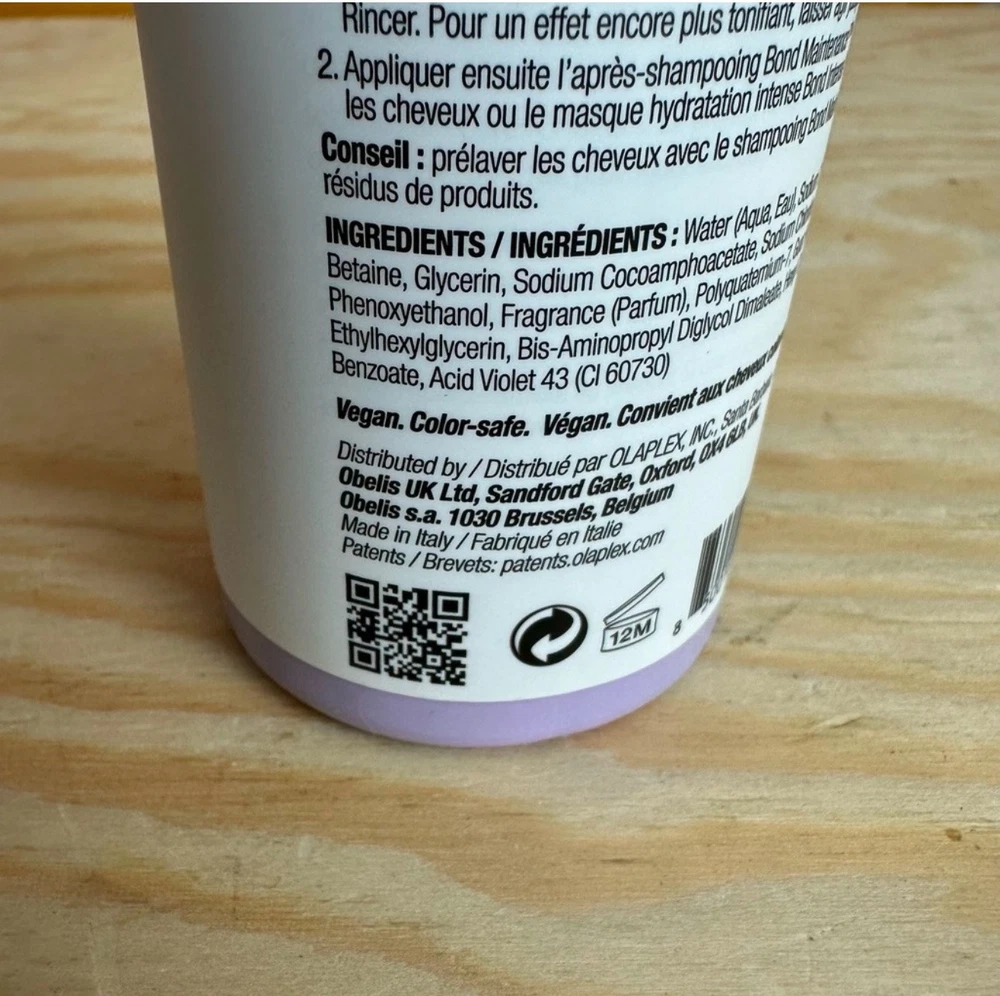 Rincer. Pour un effet encore plus tonifiant, laisser
2. Appliquer ensuite l'après-shampooing Bond Maintenance
les cheveux ou le masque hydratation intense Bond
Conseil : prélaver les cheveux avec le shampooing Bond
résidus de produits.
INGREDIENTS / INGRÉDIENTS : Water (Aqua, Eau),
Betaine, Glycerin, Sodium Cocoamphoacetate, Sodium
Phenoxyethanol, Fragrance (Parfum), Polyquaternium-7,
Ethylhexylglycerin, Bis-Aminopropyl Diglycol Dimaleate,
Benzoate, Acid Violet 43 (CI 60730)
Vegan. Color-safe. Végan. Convient aux cheveux
Distributed by / Distribué par OLAPLEX, INC., Santa
Obelis UK Ltd, Sandford Gate, Oxford, OX4 6LB, UK
Obelis s.a. 1030 Brussels, Belgium
Made in Italy / Fabriqué en Italie
Patents / Brevets: patents.olaplex.com
12M
8